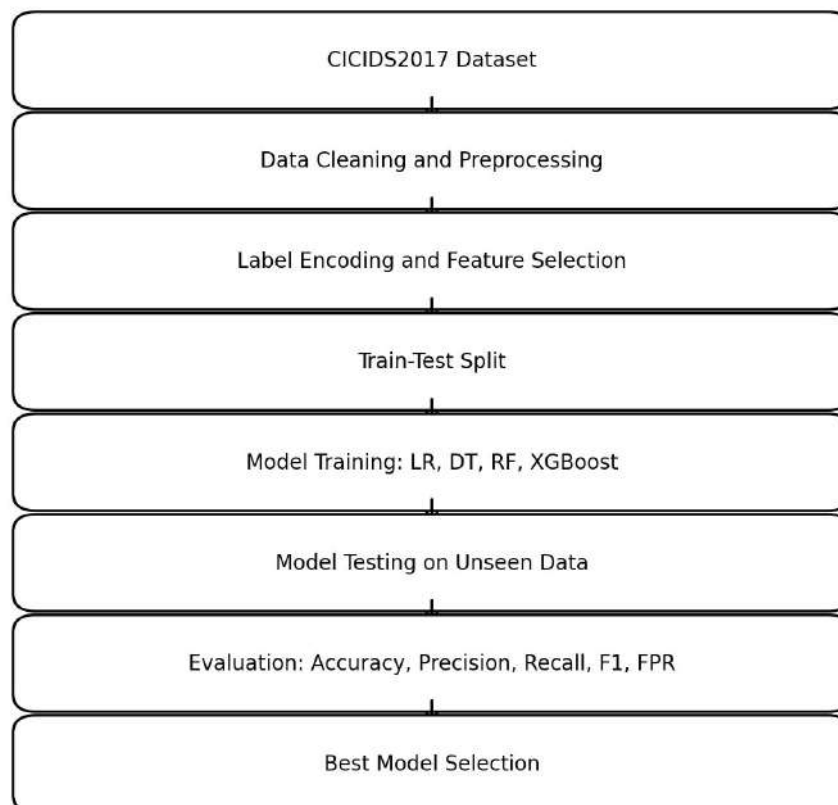 CICIDS2017 Dataset
Data Cleaning and Preprocessing
Label Encoding and Feature Selection
Train-Test Split
Model Training: LR, DT, RF, XGBoost
Model Testing on Unseen Data
Evaluation: Accuracy, Precision, Recall, F1, FPR
Best Model Selection